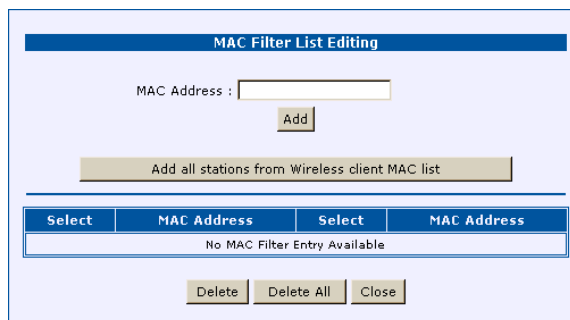 MAC Filter List Editing
MAC Address :
Add
Add all stations from Wireless client MAC list
Select MAC Address Select MAC Address
No MAC Filter Entry Available
Delete Delete All Close